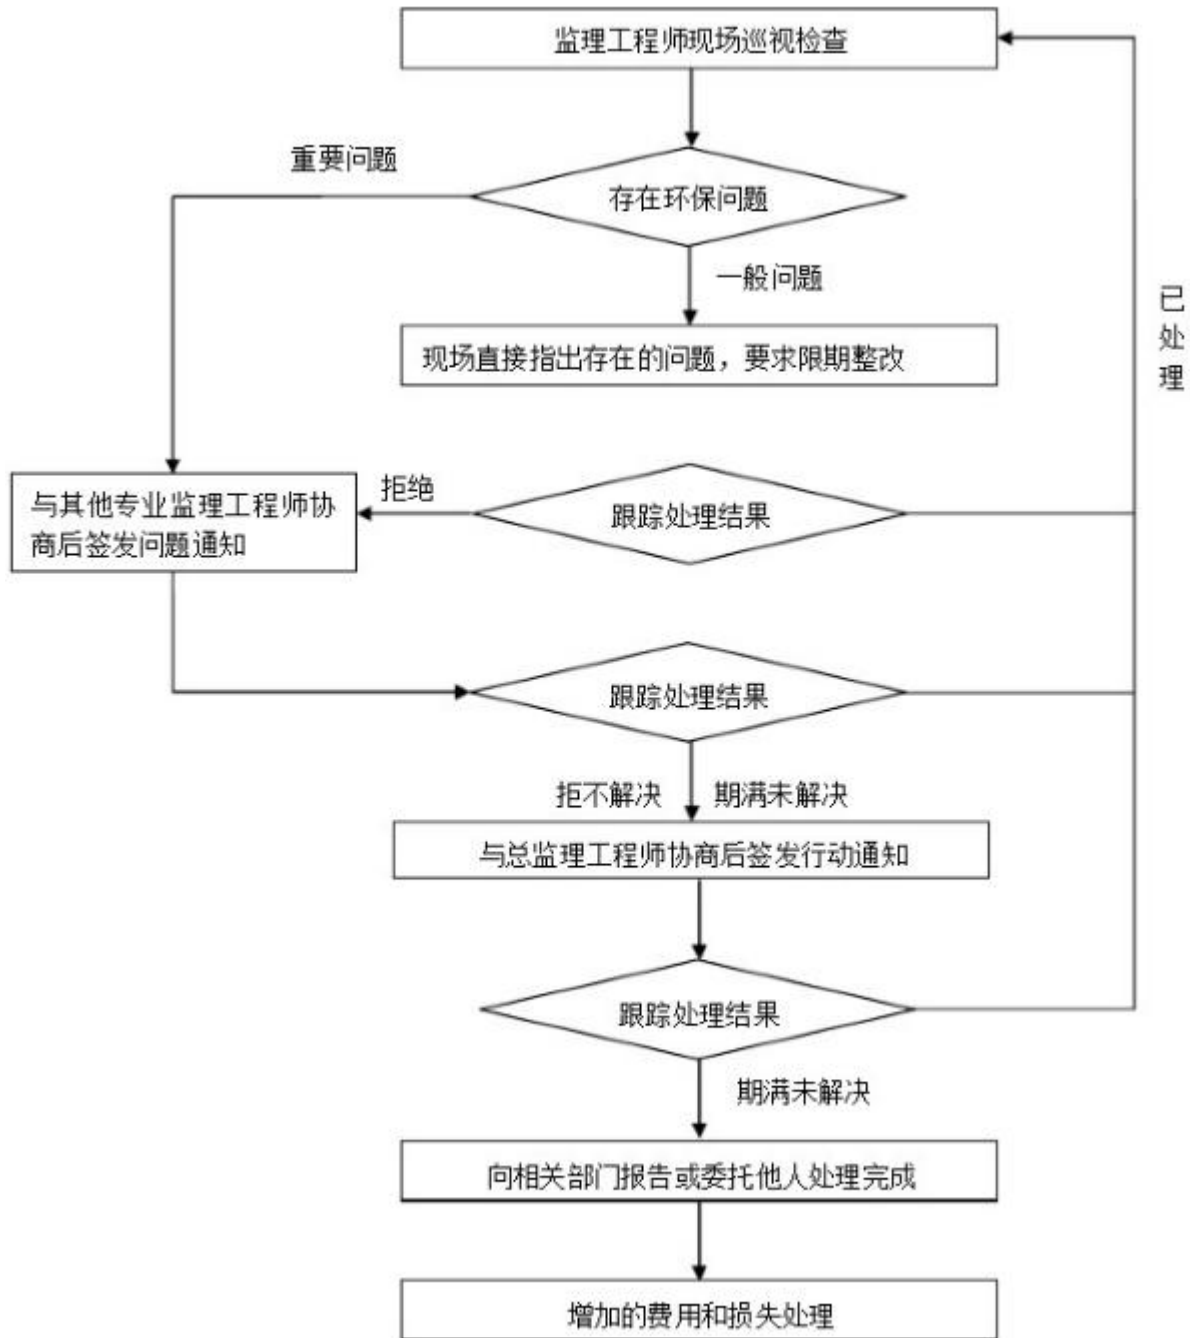 监理工程师现场巡视检查
重要问题
存在环保问题
一般问题
现场直接指出存在的问题，要求限期整改
已
处
理
与其他专业监理工程师协
商后签发问题通知
拒绝
跟踪处理结果
跟踪处理结果
拒不解决
期满未解决
与总监理工程师协商后签发行动通知
跟踪处理结果
期满未解决
向相关部门报告或委托他人处理完成
增加的费用和损失处理